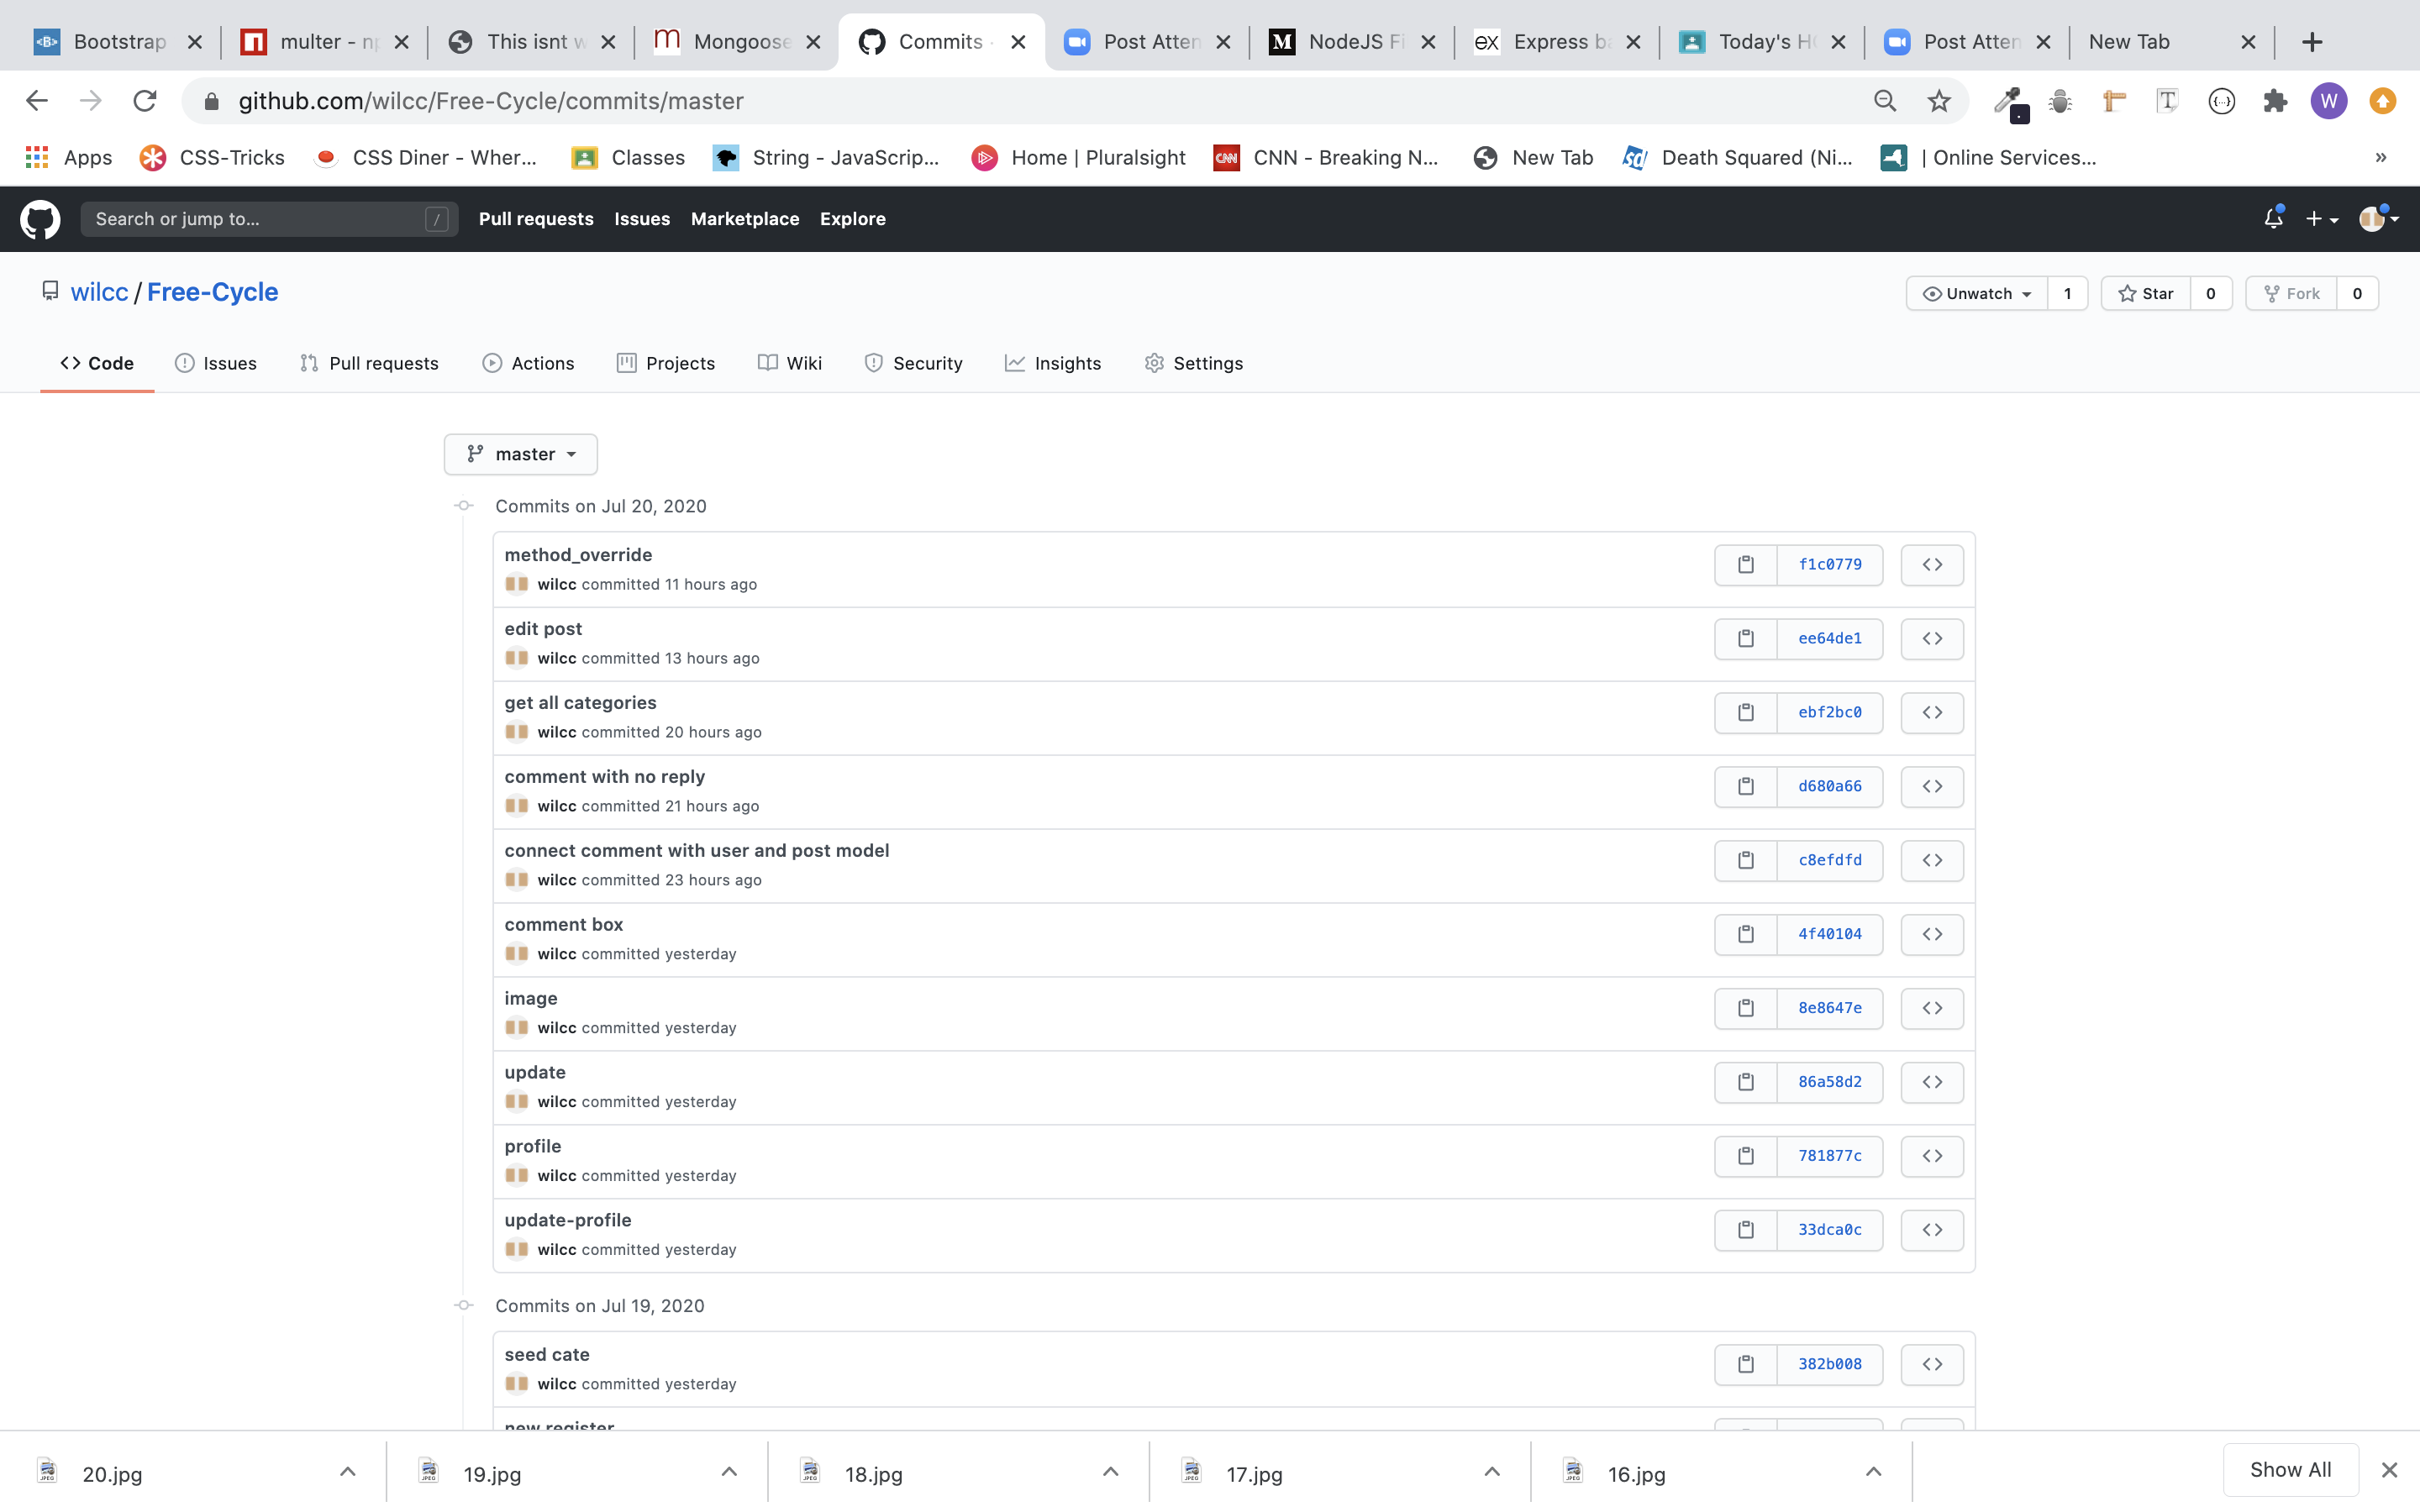 Bootstrap
multer - n
This isnt w
Mongoose
Commits ·
Post Atten
NodeJS Fi
Express ba
Today's H
Post Atten
New Tab
github.com/wilcc/Free-Cycle/commits/master
W
Apps
CSS-Tricks
CSS Diner - Wher...
Classes
String - JavaScrip...
CNN
Home | Pluralsight
CNN - Breaking N...
New Tab
Death Squared (Ni...
| Online Services...
»
Search or jump to...
/
Pull requests
Issues
Marketplace
Explore
wilcc / Free-Cycle
Unwatch 1
Star 0
Fork 0
Code
Issues
Pull requests
Actions
Projects
Wiki
Security
Insights
Settings
master
Commits on Jul 20, 2020
method_override
wilcc committed 11 hours ago
f1c0779
edit post
wilcc committed 13 hours ago
ee64de1
get all categories
wilcc committed 20 hours ago
ebf2bc0
comment with no reply
wilcc committed 21 hours ago
d680a66
connect comment with user and post model
wilcc committed 23 hours ago
c8efdfd
comment box
wilcc committed yesterday
4f40104
image
wilcc committed yesterday
8e8647e
update
wilcc committed yesterday
86a58d2
profile
wilcc committed yesterday
781877c
update-profile
wilcc committed yesterday
33dca0c
Commits on Jul 19, 2020
seed cate
wilcc committed yesterday
382b008
new register
20.jpg
19.jpg
18.jpg
17.jpg
16.jpg
Show All